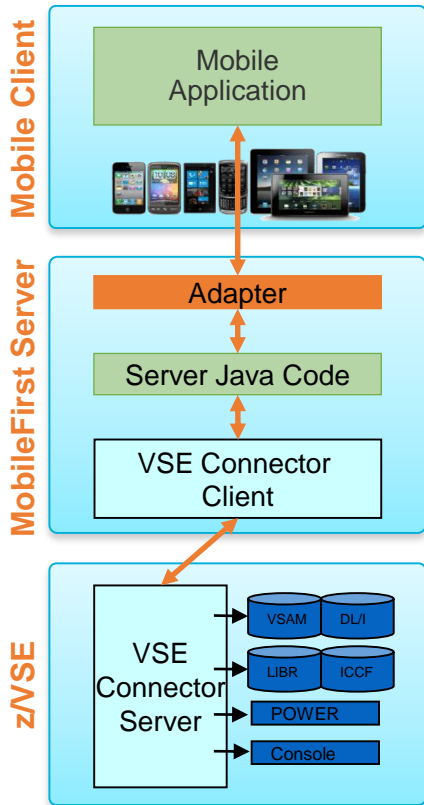 Mobile Client
Mobile
Application
MobileFirst Server
Adapter
Server Java Code
VSE Connector
Client
z/VSE
VSE
Connector
Server
VSAM
DL/I
LIBR
ICCF
POWER
Console